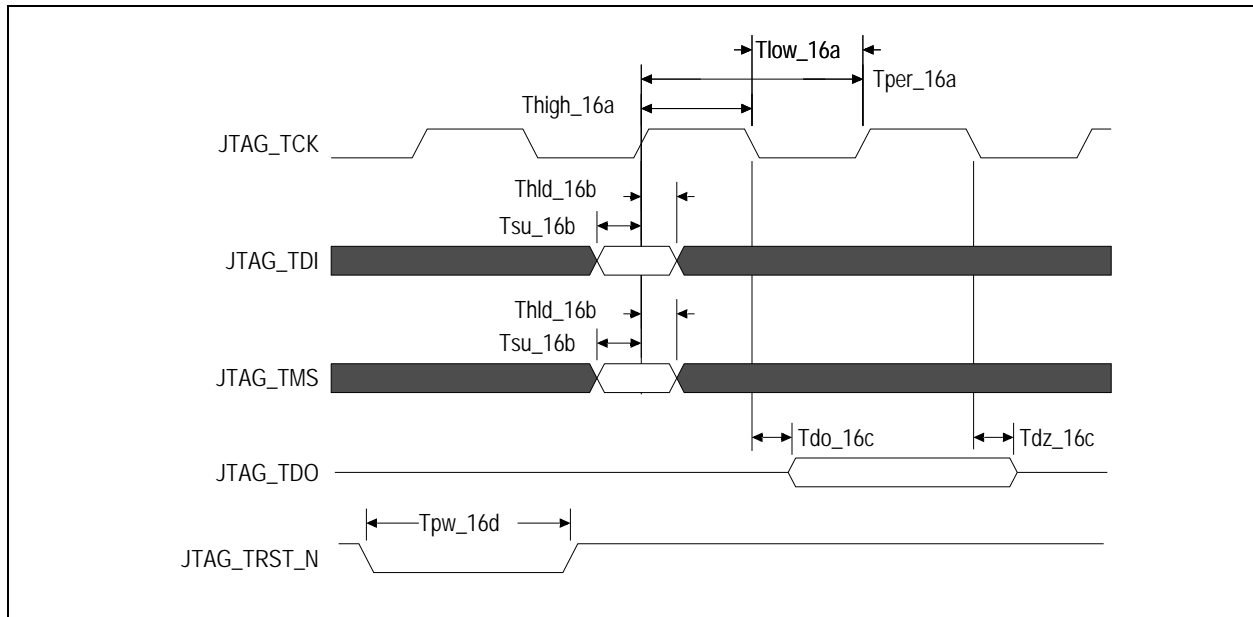 Tlow_16a
Tper_16a
Thigh_16a
JTAG_TCK
Thld_16b
Tsu_16b
JTAG_TDI
Thld_16b
Tsu_16b
JTAG_TMS
Tdo_16c
Tdz_16c
JTAG_TDO
Tpw_16d
JTAG_TRST_N